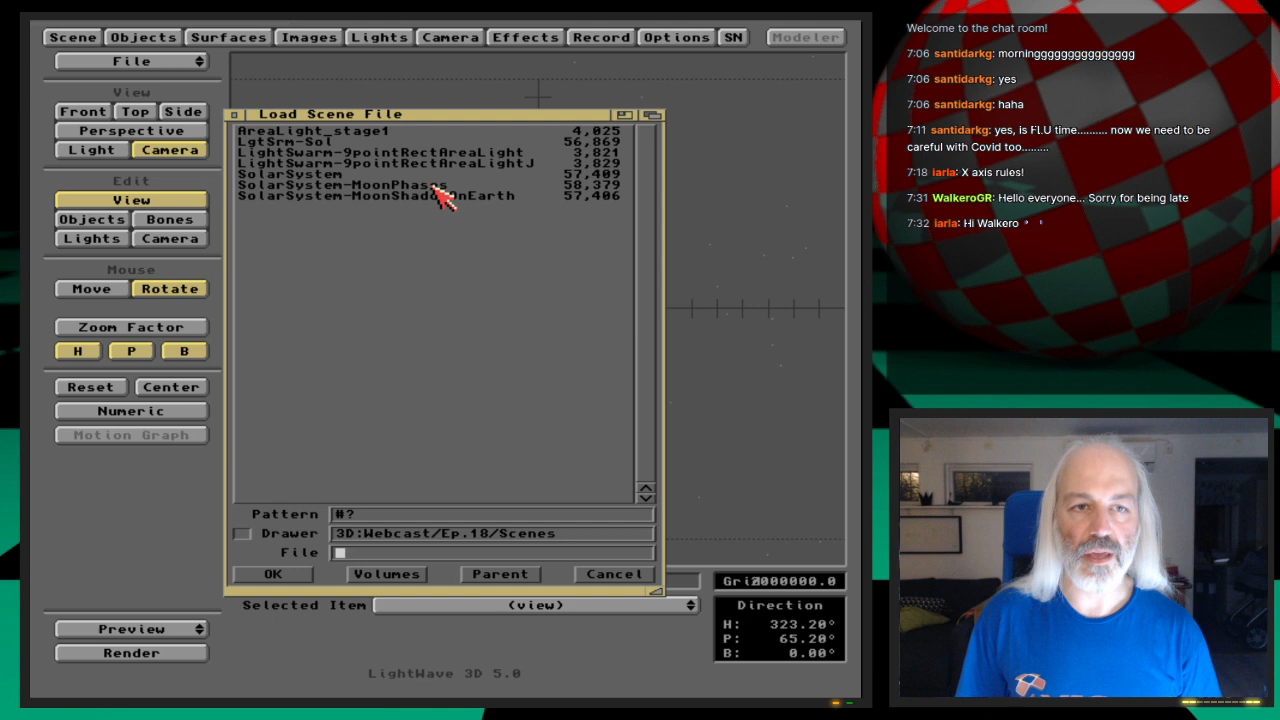 Scene Objects Surfaces Images Lights Camera Effects Record Options SN Modeler
File
View
Front Top Side
Perspective
Light Camera
Edit
View
Objects Bones
Lights Camera
Mouse
Move Rotate
Zoom Factor
H P B
Reset Center
Numeric
Motion Graph
Preview
Render
Load Scene File
AreaLight_stage1 4,025
LgtSrm-Sol 56,869
LightSwarm-9pointRectAreaLight 3,821
LightSwarm-9pointRectAreaLightJ 3,829
SolarSystem 57,409
SolarSystem-MoonPhases 58,379
SolarSystem-MoonShadowOnEarth 57,406
Pattern #?
Drawer 3D:Webcast/Ep.18/Scenes
File
OK Volumes Parent Cancel
Selected Item (view)
2000000.0
Direction
H: 323.20°
P: 65.20°
B: 0.00°
LightWave 3D 5.0
Welcome to the chat room!
7:06 santidarkg: morninggggggggggggggg
7:06 santidarkg: yes
7:06 santidarkg: haha
7:11 santidarkg: yes, is FLU time.......... now we need to
be careful with Covid too.........
7:18 iarla: X axis rules!
7:31 WalkeroGR: Hello everyone... Sorry for being late
7:32 iarla: Hi Walkero